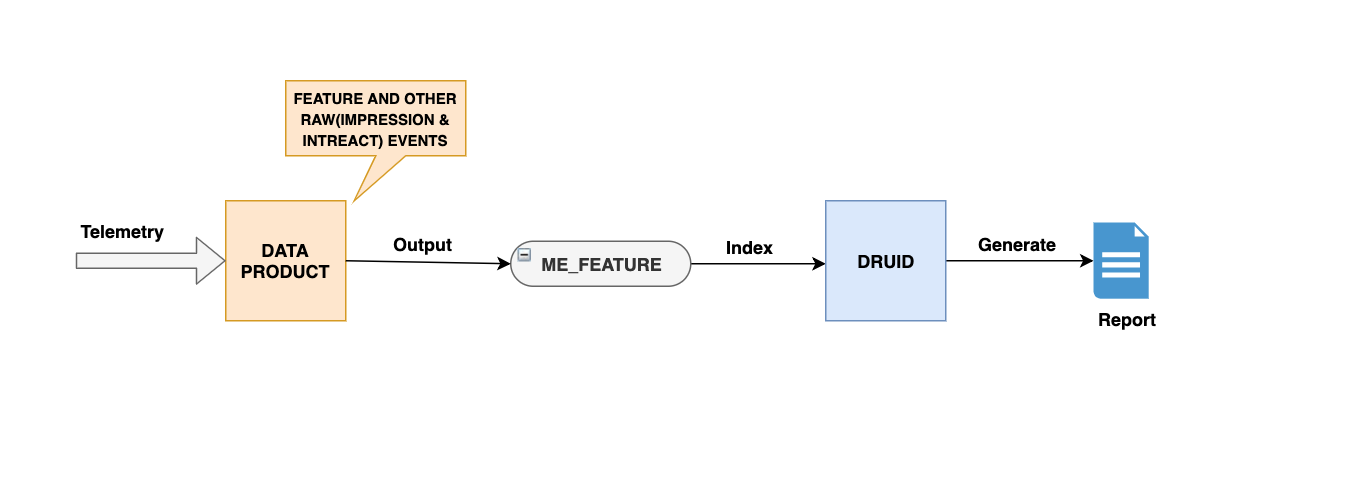 FEATURE AND OTHER
RAW(IMPRESSION &
INTREACT) EVENTS
Telemetry
DATA
PRODUCT
Output
ME_FEATURE
Index
DRUID
Generate
Report